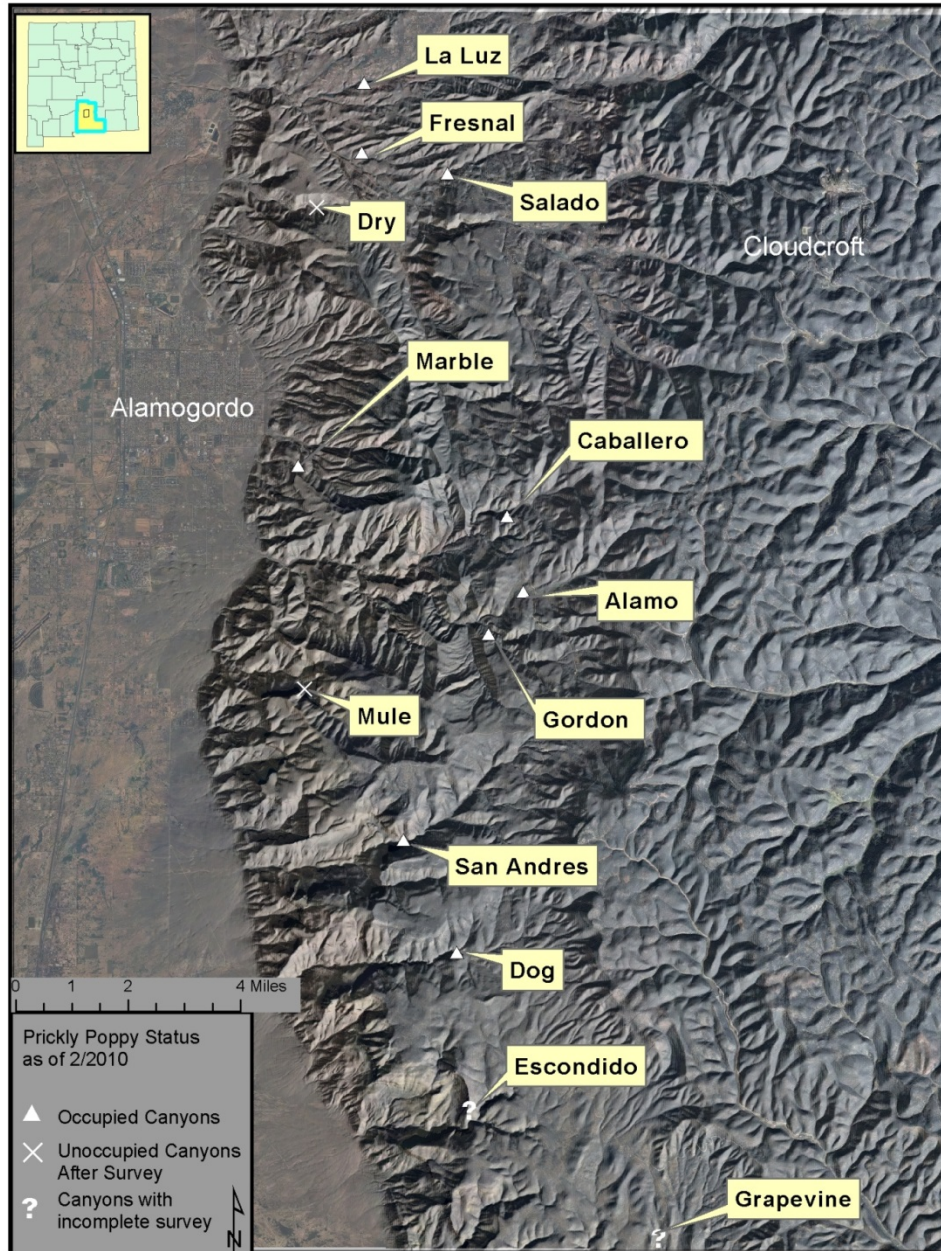 La Luz
Fresnal
Salado
Dry
Cloudcroft
Marble
Alamogordo
Caballero
Alamo
Mule
Gordon
San Andres
Dog
0 1 2 4 Miles
Prickly Poppy Status
as of 2/2010
Occupied Canyons
Unoccupied Canyons
After Survey
? Canyons with
incomplete survey
N
Escondido
?
Grapevine
?